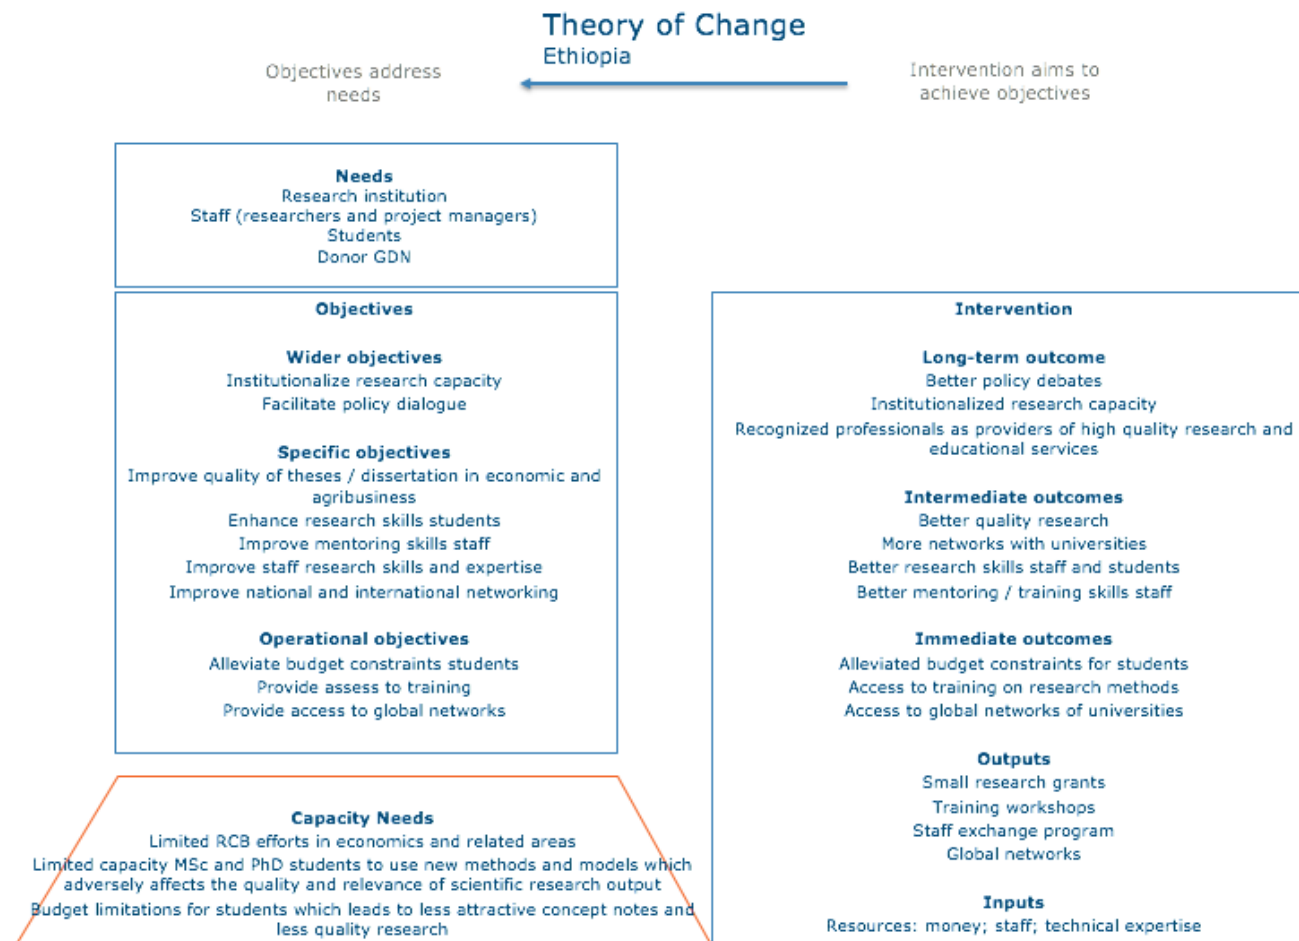 Theory of Change
Ethiopia
Objectives address
needs
Intervention aims to
achieve objectives
Needs
Research institution
Staff (researchers and project managers)
Students
Donor GDN
Objectives
Wider objectives
Institutionalize research capacity
Facilitate policy dialogue
Specific objectives
Improve quality of theses / dissertation in economic and
agribusiness
Enhance research skills students
Improve mentoring skills staff
Improve staff research skills and expertise
Improve national and international networking
Operational objectives
Alleviate budget constraints students
Provide assess to training
Provide access to global networks
Capacity Needs
Limited RCB efforts in economics and related areas
Limited capacity MSc and PhD students to use new methods and models which
adversely affects the quality and relevance of scientific research output
Budget limitations for students which leads to less attractive concept notes and
less quality research
Intervention
Long-term outcome
Better policy debates
Institutionalized research capacity
Recognized professionals as providers of high quality research and
educational services
Intermediate outcomes
Better quality research
More networks with universities
Better research skills staff and students
Better mentoring / training skills staff
Immediate outcomes
Alleviated budget constraints for students
Access to training on research methods
Access to global networks of universities
Outputs
Small research grants
Training workshops
Staff exchange program
Global networks
Inputs
Resources: money; staff; technical expertise